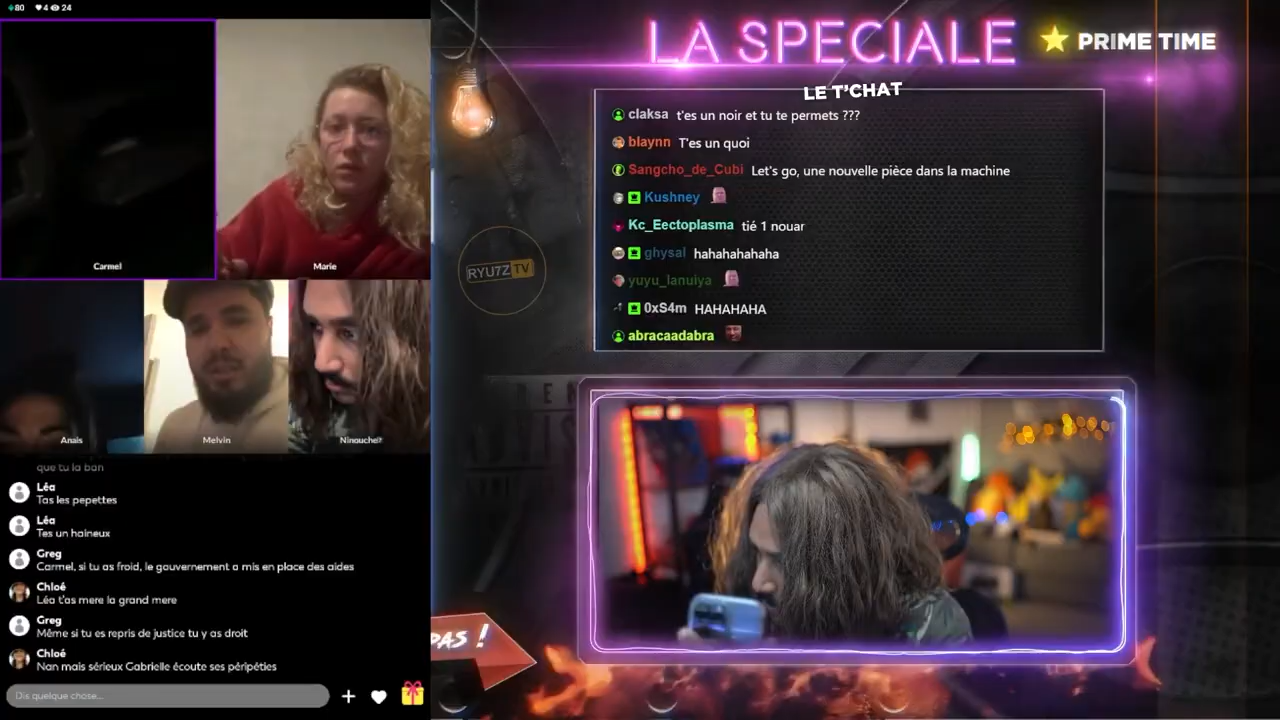 80 4 24
Carmel
Marie
Anais
Melvin
Ninouche
que tu la ban
Léa
Tas les pepettes
Léa
Tes un haineux
Greg
Carmel, si tu as froid, le gouvernement a mis en place des aides
Chloé
Léa t'as mere la grand mere
Greg
Même si tu es repris de justice tu y as droit
Chloé
Nan mais sérieux Gabrielle écoute ses péripéties
Dis quelque chose...
LA SPECIALE
PRIME TIME
LE T'CHAT
claksa t'es un noir et tu te permets ???
blaynn T'es un quoi
Sangcho_de_Cubi Let's go, une nouvelle pièce dans la machine
Kushney
Kc_Eectoplasma tié 1 nouar
ghysal hahahahahaha
yuyu_lanulya
0xS4m HAHAHAHA
abracaadabra
RYU7Z TV
PAS !